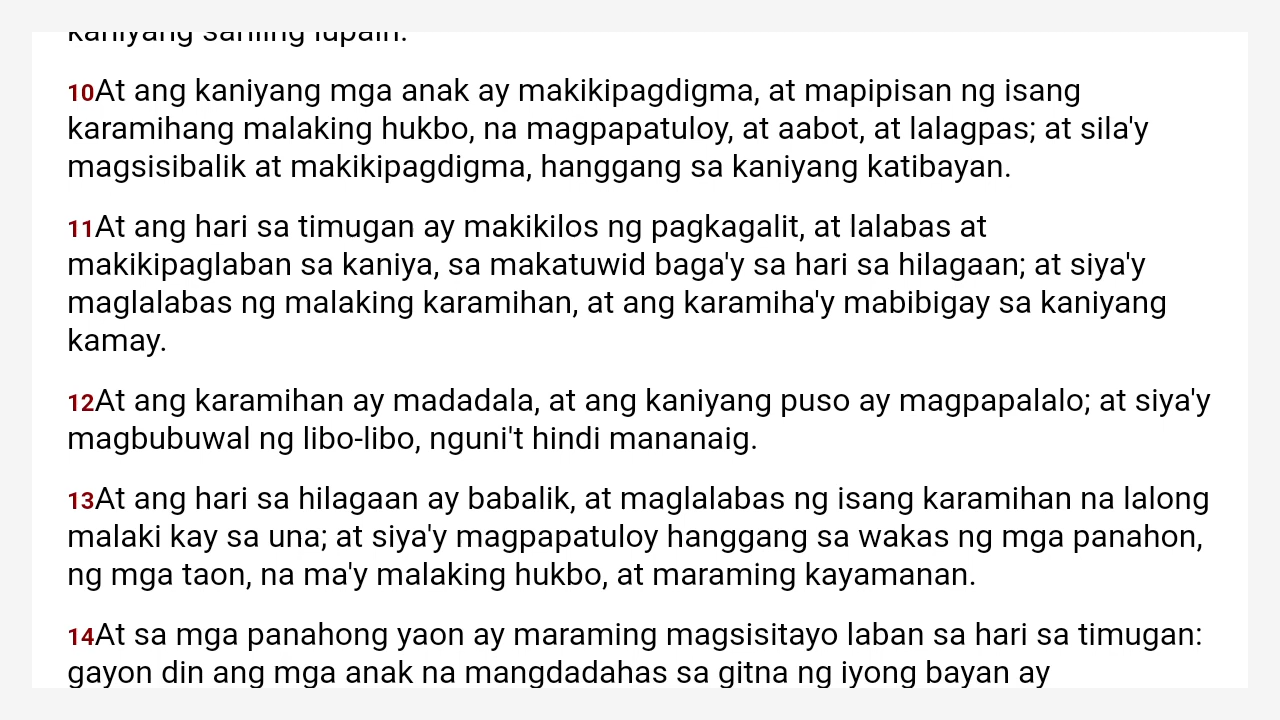 kaniyang sariling lupain.
10At ang kaniyang mga anak ay makikipagdigma, at mapipisan ng isang
karamihang malaking hukbo, na magpapatuloy, at aabot, at lalagpas; at sila'y
magsisibalik at makikipagdigma, hanggang sa kaniyang katibayan.
11At ang hari sa timugan ay makikilos ng pagkagalit, at lalabas at
makikipaglaban sa kaniya, sa makatuwid baga'y sa hari sa hilagaan; at siya'y
maglalabas ng malaking karamihan, at ang karamiha'y mabibigay sa kaniyang
kamay.
12At ang karamihan ay madadala, at ang kaniyang puso ay magpapalalo; at siya'y
magbubuwal ng libo-libo, nguni't hindi mananaig.
13At ang hari sa hilagaan ay babalik, at maglalabas ng isang karamihan na lalong
malaki kay sa una; at siya'y magpapatuloy hanggang sa wakas ng mga panahon,
ng mga taon, na ma'y malaking hukbo, at maraming kayamanan.
14At sa mga panahong yaon ay maraming magsisitayo laban sa hari sa timugan:
gayon din ang mga anak na mangdadahas sa gitna ng iyong bayan ay